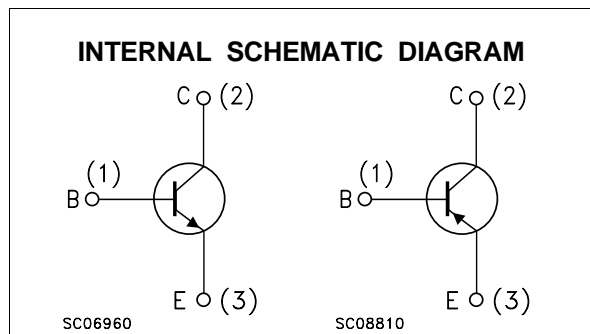 INTERNAL SCHEMATIC DIAGRAM
C (2) C (2)
(1) (1)
B B
E (3) E (3)
SC06960 SC08810